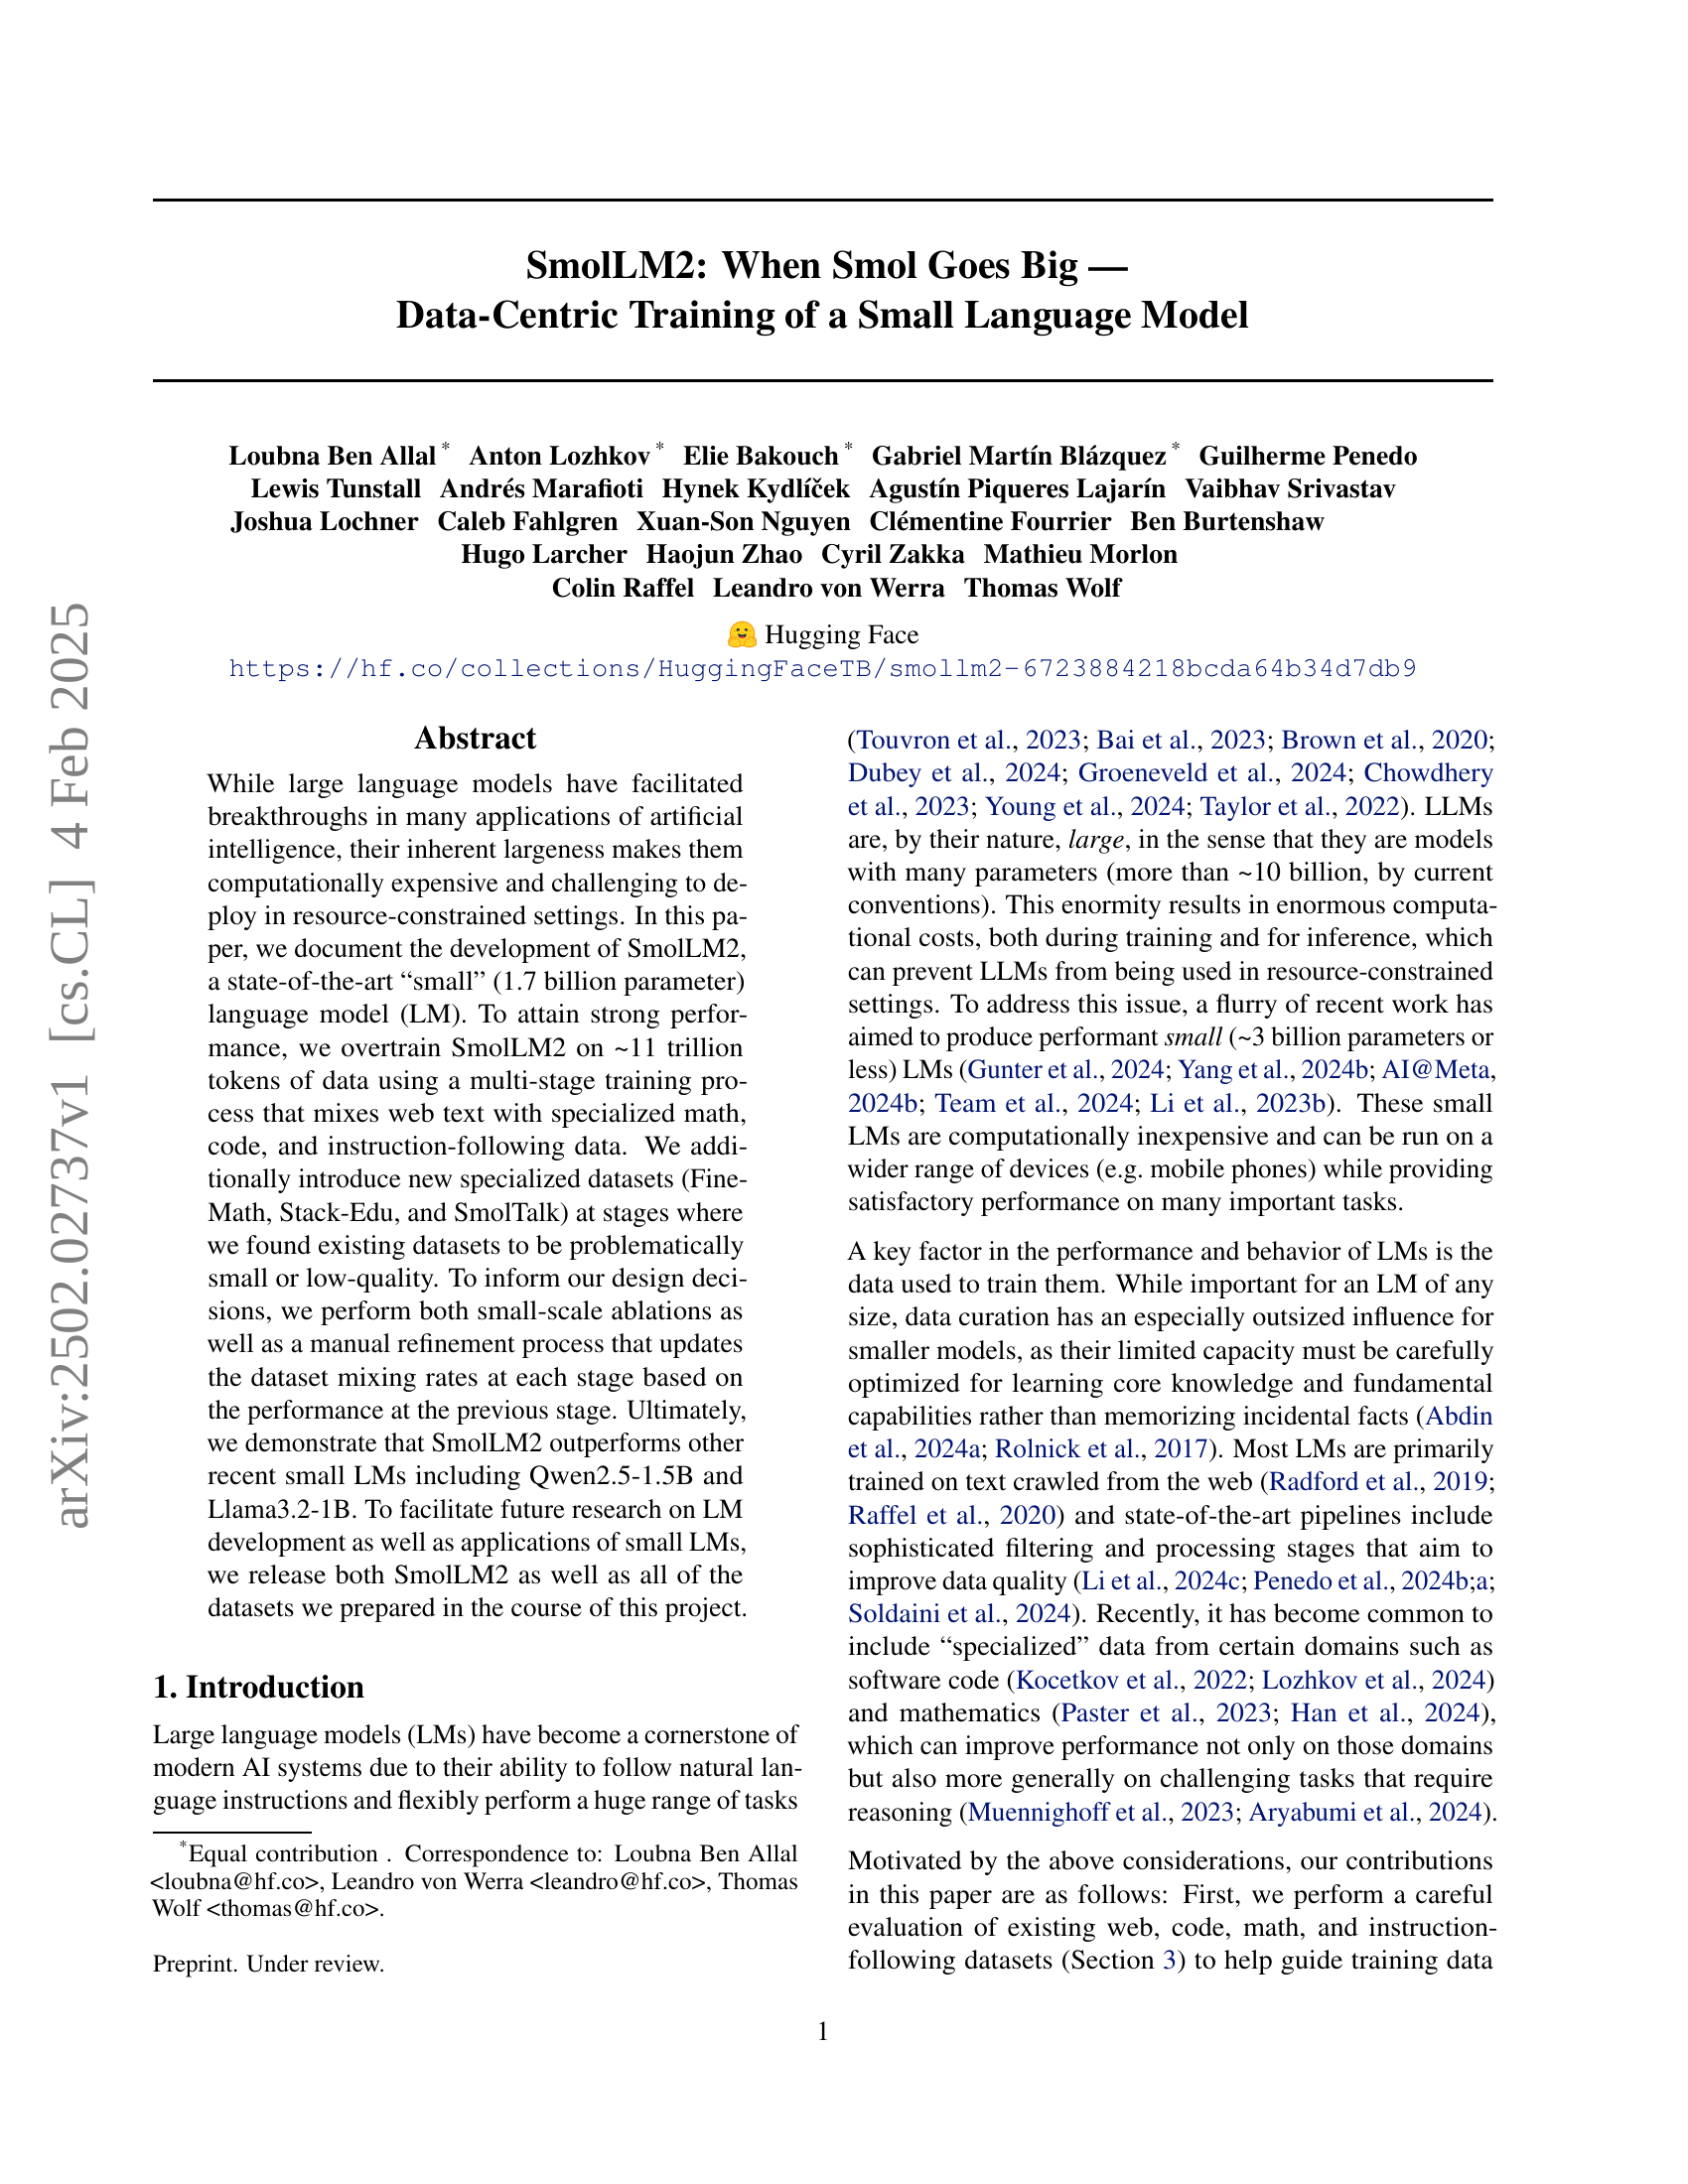 SmolLM2: When Smol Goes Big —
Data-Centric Training of a Small Language Model
Loubna Ben Allal * Anton Lozhkov * Elie Bakouch * Gabriel Martín Blázquez * Guilherme Penedo
Lewis Tunstall Andrés Marafioti Hynek Kydlíček Agustín Piqueres Lajarín Vaibhav Srivastav
Joshua Lochner Caleb Fahlgren Xuan-Son Nguyen Clémentine Fourrier Ben Burtenshaw
Hugo Larcher Haojun Zhao Cyril Zakka Mathieu Morlon
Colin Raffel Leandro von Werra Thomas Wolf
🤗 Hugging Face
https://hf.co/collections/HuggingFaceTB/smollm2-6723884218bcda64b34d7db9
arXiv:2502.02737v1 [cs.CL] 4 Feb 2025
Abstract
While large language models have facilitated
breakthroughs in many applications of artificial
intelligence, their inherent largeness makes them
computationally expensive and challenging to de-
ploy in resource-constrained settings. In this pa-
per, we document the development of SmolLM2,
a state-of-the-art “small” (1.7 billion parameter)
language model (LM). To attain strong perfor-
mance, we overtrain SmolLM2 on ~11 trillion
tokens of data using a multi-stage training pro-
cess that mixes web text with specialized math,
code, and instruction-following data. We addi-
tionally introduce new specialized datasets (Fine-
Math, Stack-Edu, and SmolTalk) at stages where
we found existing datasets to be problematically
small or low-quality. To inform our design deci-
sions, we perform both small-scale ablations as
well as a manual refinement process that updates
the dataset mixing rates at each stage based on
the performance at the previous stage. Ultimately,
we demonstrate that SmolLM2 outperforms other
recent small LMs including Qwen2.5-1.5B and
Llama3.2-1B. To facilitate future research on LM
development as well as applications of small LMs,
we release both SmolLM2 as well as all of the
datasets we prepared in the course of this project.
1. Introduction
Large language models (LMs) have become a cornerstone of
modern AI systems due to their ability to follow natural lan-
guage instructions and flexibly perform a huge range of tasks
*Equal contribution . Correspondence to: Loubna Ben Allal
<loubna@hf.co>, Leandro von Werra <leandro@hf.co>, Thomas
Wolf <thomas@hf.co>.
Preprint. Under review.
(Touvron et al., 2023; Bai et al., 2023; Brown et al., 2020;
Dubey et al., 2024; Groeneveld et al., 2024; Chowdhery
et al., 2023; Young et al., 2024; Taylor et al., 2022). LLMs
are, by their nature, large, in the sense that they are models
with many parameters (more than ~10 billion, by current
conventions). This enormity results in enormous computa-
tional costs, both during training and for inference, which
can prevent LLMs from being used in resource-constrained
settings. To address this issue, a flurry of recent work has
aimed to produce performant small (~3 billion parameters or
less) LMs (Gunter et al., 2024; Yang et al., 2024b; AI@Meta,
2024b; Team et al., 2024; Li et al., 2023b). These small
LMs are computationally inexpensive and can be run on a
wider range of devices (e.g. mobile phones) while providing
satisfactory performance on many important tasks.
A key factor in the performance and behavior of LMs is the
data used to train them. While important for an LM of any
size, data curation has an especially outsized influence for
smaller models, as their limited capacity must be carefully
optimized for learning core knowledge and fundamental
capabilities rather than memorizing incidental facts (Abdin
et al., 2024a; Rolnick et al., 2017). Most LMs are primarily
trained on text crawled from the web (Radford et al., 2019;
Raffel et al., 2020) and state-of-the-art pipelines include
sophisticated filtering and processing stages that aim to
improve data quality (Li et al., 2024c; Penedo et al., 2024b;a;
Soldaini et al., 2024). Recently, it has become common to
include “specialized” data from certain domains such as
software code (Kocetkov et al., 2022; Lozhkov et al., 2024)
and mathematics (Paster et al., 2023; Han et al., 2024),
which can improve performance not only on those domains
but also more generally on challenging tasks that require
reasoning (Muennighoff et al., 2023; Aryabumi et al., 2024).
Motivated by the above considerations, our contributions
in this paper are as follows: First, we perform a careful
evaluation of existing web, code, math, and instruction-
following datasets (Section 3) to help guide training data
1